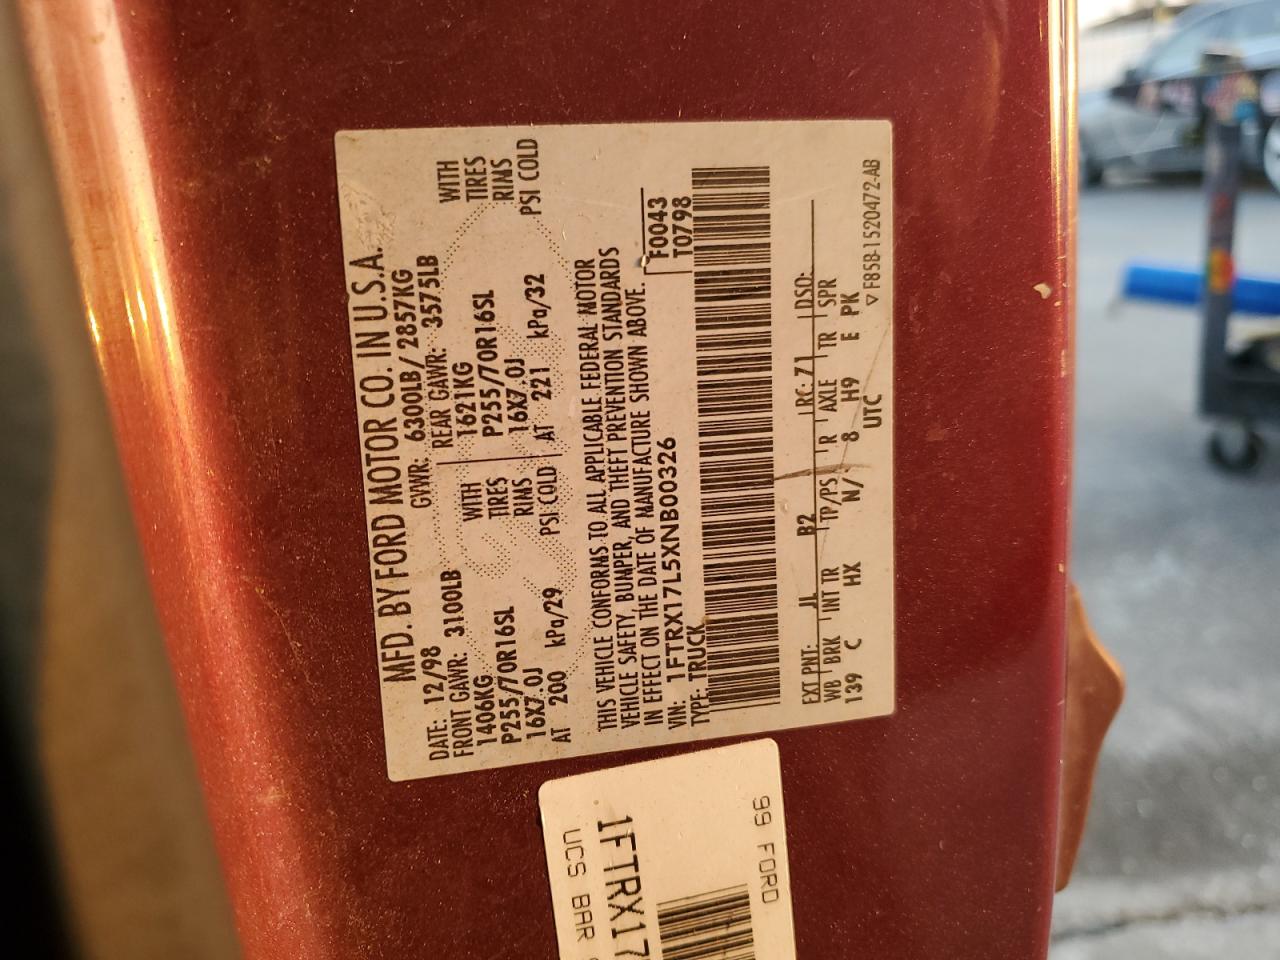 MFD. BY FORD MOTOR CO. IN U.S.A.
DATE: 12/98 GVWR: 6300LB/ 2857KG
FRONT GAWR: 3100LB REAR GAWR: 3575LB
1406KG WITH 1621KG WITH
P255/70R16SL TIRES P255/70R16SL TIRES
16X7.0J RIMS 16X7.0J RIMS
AT 200 kPa/29 PSI COLD AT 221 kPa/32 PSI COLD
THIS VEHICLE CONFORMS TO ALL APPLICABLE FEDERAL MOTOR
VEHICLE SAFETY, BUMPER, AND THEFT PREVENTION STANDARDS
IN EFFECT ON THE DATE OF MANUFACTURE SHOWN ABOVE.
VIN: 1FTRX17L5XNB00326 F0043
TYPE: TRUCK T0798
EXT PNT: JL B2 RC: 71 DSO:
WB BRK INT TR TP/PS R AXLE TR SPR
139 C HX N/ 8 H9 E PK
UTC ▽ F85B-1520472-AB
UCS BAR
1FTRX17
99 FORD